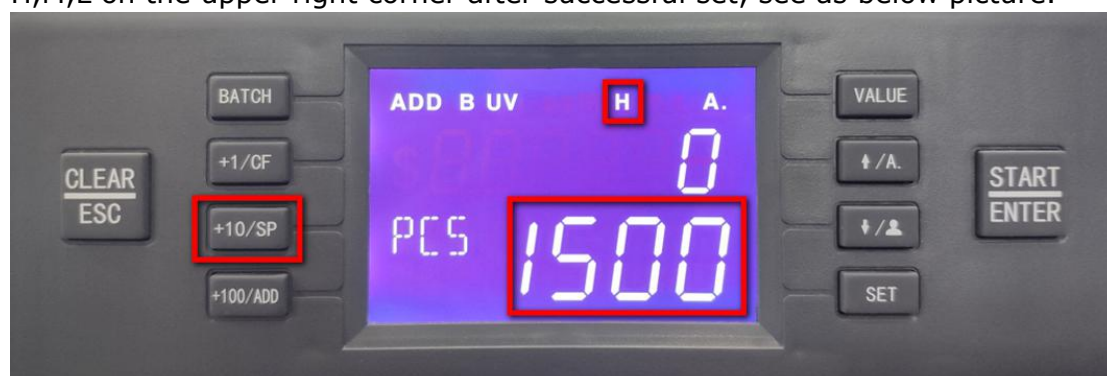 H,M,L on the upper right corner after successful set, see as below picture.
BATCH
+1/CF
CLEAR
ESC
+10/SP
+100/ADD
ADD B UV H A.
0
PCS 1500
VALUE
/A.
/
SET
START
ENTER